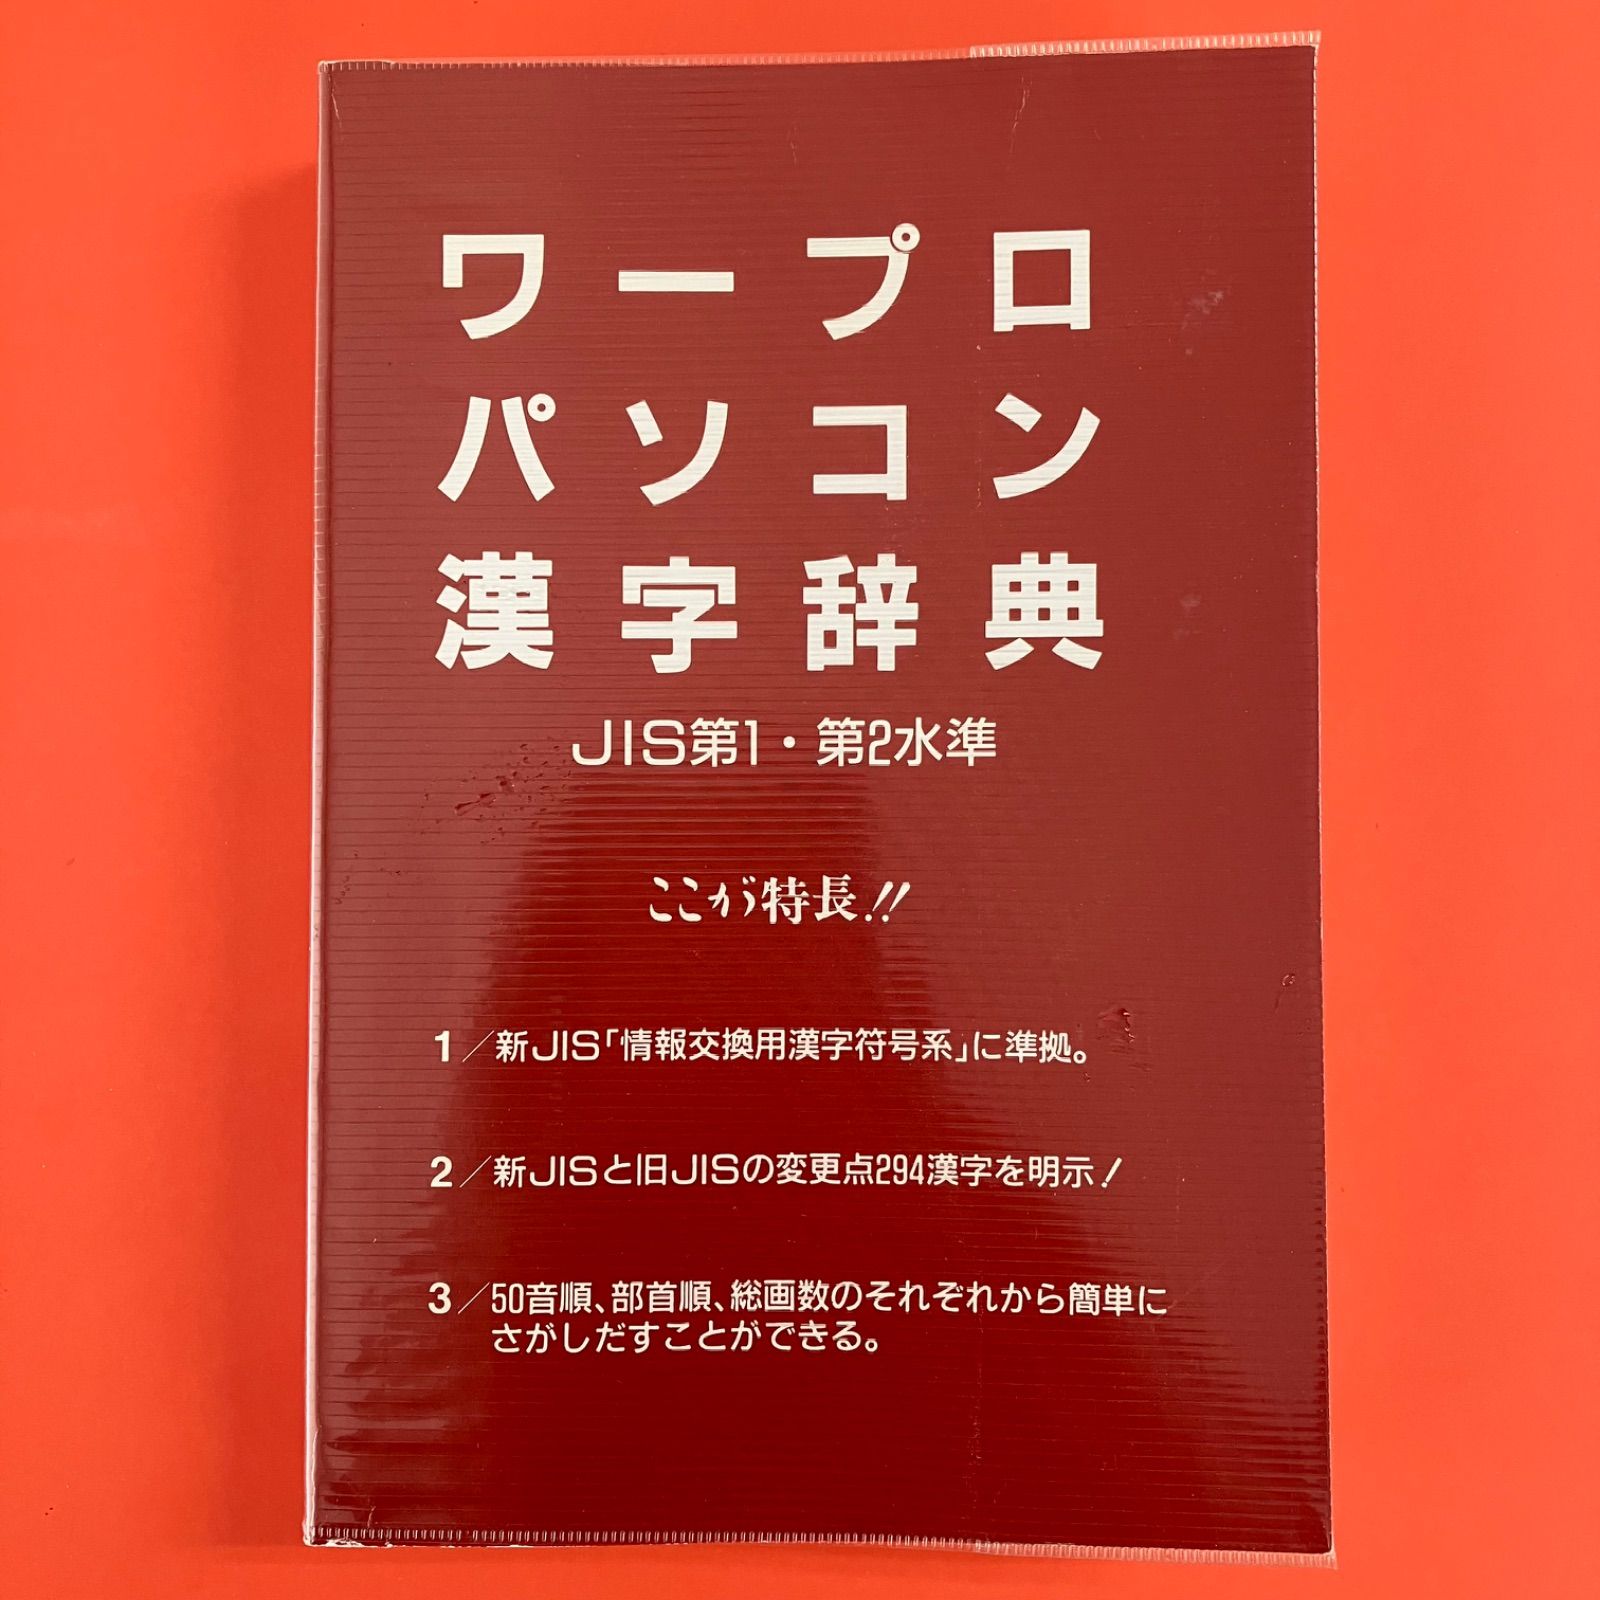 ワープロ
パソコン
漢字辞典
JIS第1・第2水準
ここが特長!!
1／新JIS「情報交換用漢字符号系」に準拠。
2／新JISと旧JISの変更点294漢字を明示!
3／50音順、部首順、総画数のそれぞれから簡単に
さがしだすことができる。